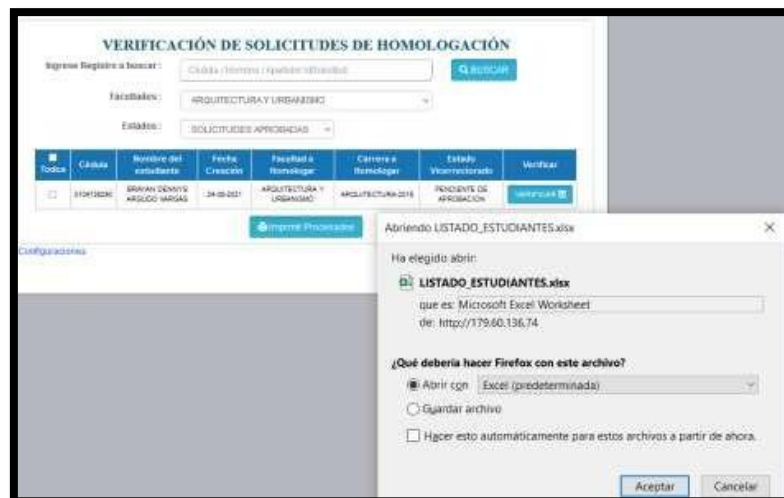 VERIFICACIÓN DE SOLICITUDES DE HOMOLOGACIÓN
Ingrese Registro a buscar :
BUSCAR
Facultades :
ARQUITECTURA Y URBANISMO
Estados :
SOLICITUDES APROBADAS
Todos
Cédula
Nombre del estudiante
Fecha Creación
Facultad a Homologar
Carrera a Homologar
Estado Vicerrectorado
Verificar
VARGAS
ARQUITECTURA Y URBANISMO
PENDIENTE DE APROBACION
VERIFICAR
Imprimir Procesados
Configuraciones
Abriendo LISTADO_ESTUDIANTES.xlsx
Ha elegido abrir:
LISTADO_ESTUDIANTES.xlsx
que es: Microsoft Excel Worksheet
de: http://179.60.136.74
¿Qué debería hacer Firefox con este archivo?
Abrir con Excel (predeterminada)
Guardar archivo
Hacer esto automáticamente para estos archivos a partir de ahora.
Aceptar
Cancelar